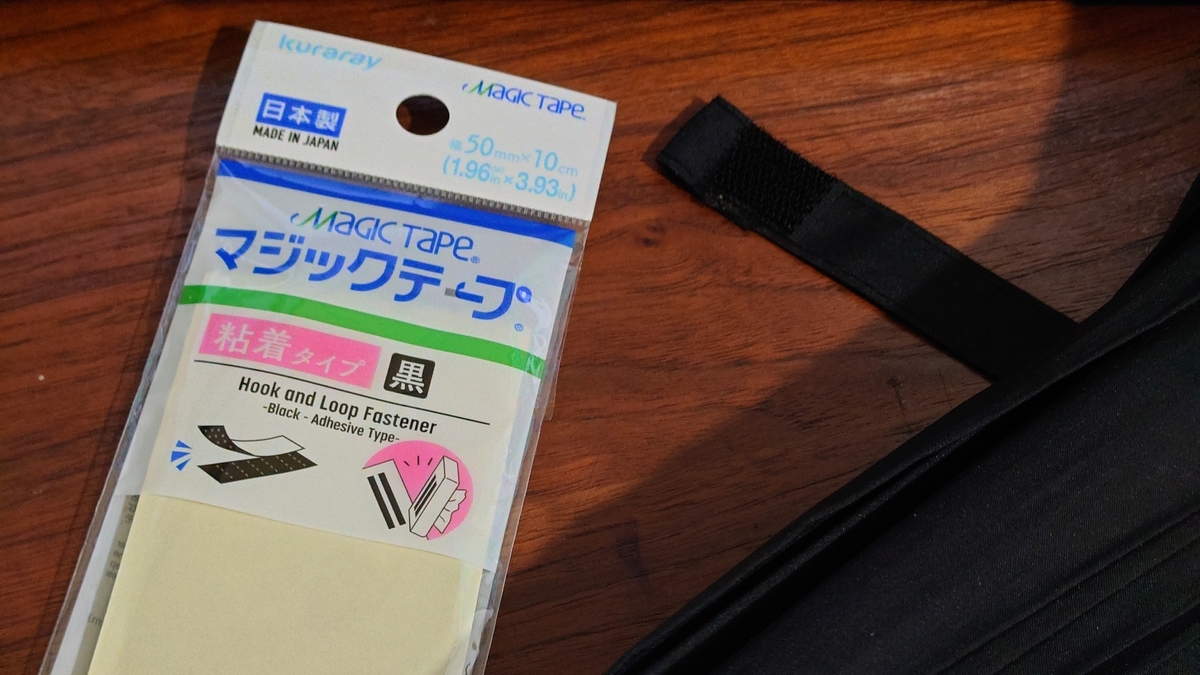 kuraray
MAGIC TAPE.
日本製
MADE IN JAPAN
幅50mm×10cm
(1.96in×3.93in)
MAGIC TAPE®
マジックテープ®
粘着タイプ 黒
Hook and Loop Fastener
-Black - Adhesive Type-